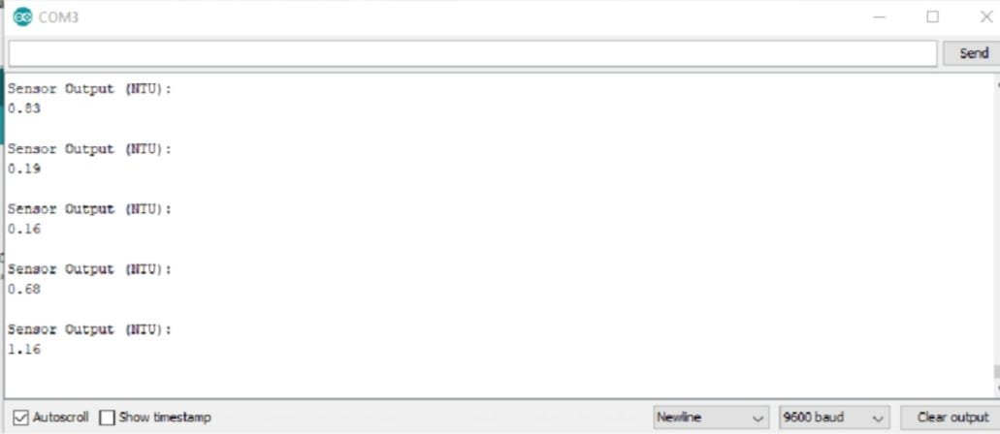 COM3
Send
Sensor Output (NTU):
0.83
Sensor Output (NTU):
0.19
Sensor Output (NTU):
0.16
Sensor Output (NTU):
0.68
Sensor Output (NTU):
1.16
Autoscroll Show timestamp Newline 9600 baud Clear output